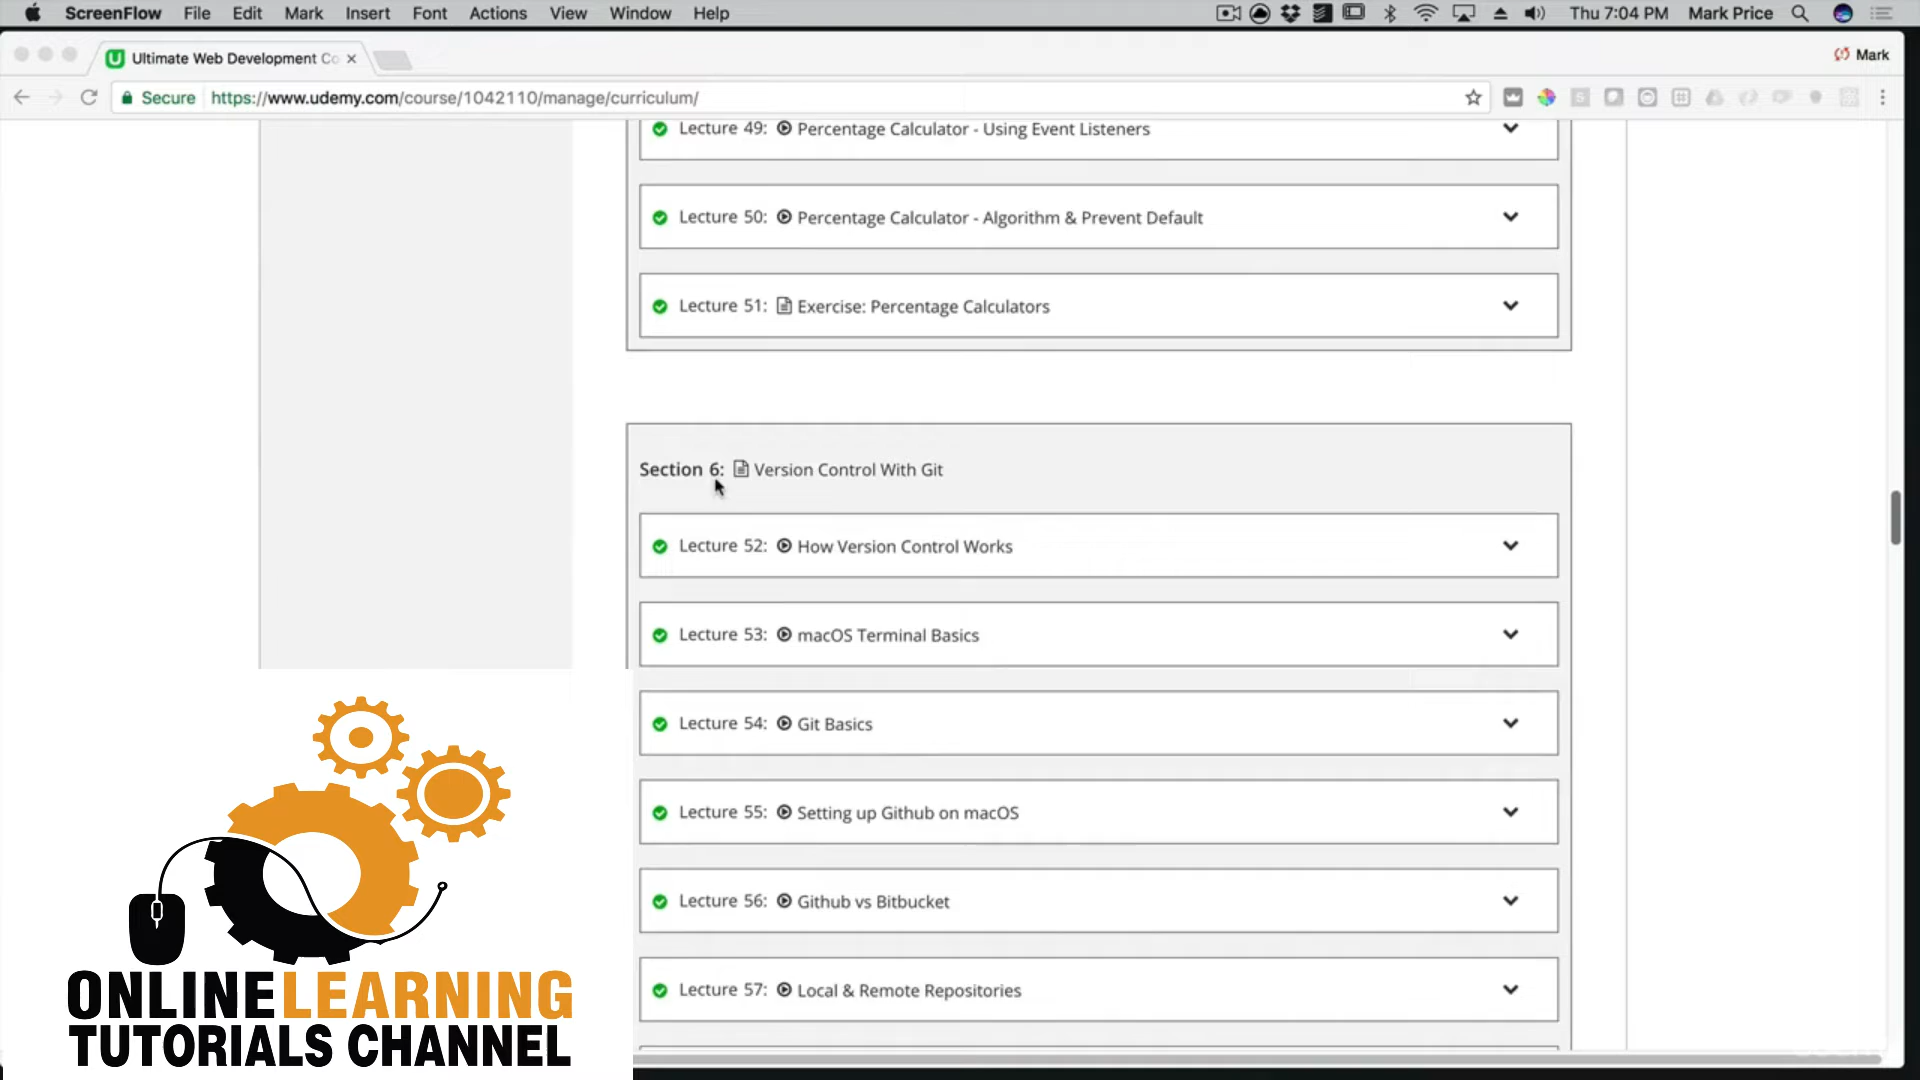 ScreenFlow File Edit Mark Insert Font Actions View Window Help Thu 7:04 PM Mark Price
Ultimate Web Development Co Mark
Secure https://www.udemy.com/course/1042110/manage/curriculum/
Lecture 49: Percentage Calculator - Using Event Listeners
Lecture 50: Percentage Calculator - Algorithm & Prevent Default
Lecture 51: Exercise: Percentage Calculators
Section 6: Version Control With Git
Lecture 52: How Version Control Works
Lecture 53: macOS Terminal Basics
Lecture 54: Git Basics
Lecture 55: Setting up Github on macOS
Lecture 56: Github vs Bitbucket
Lecture 57: Local & Remote Repositories
ONLINELEARNING
TUTORIALS CHANNEL